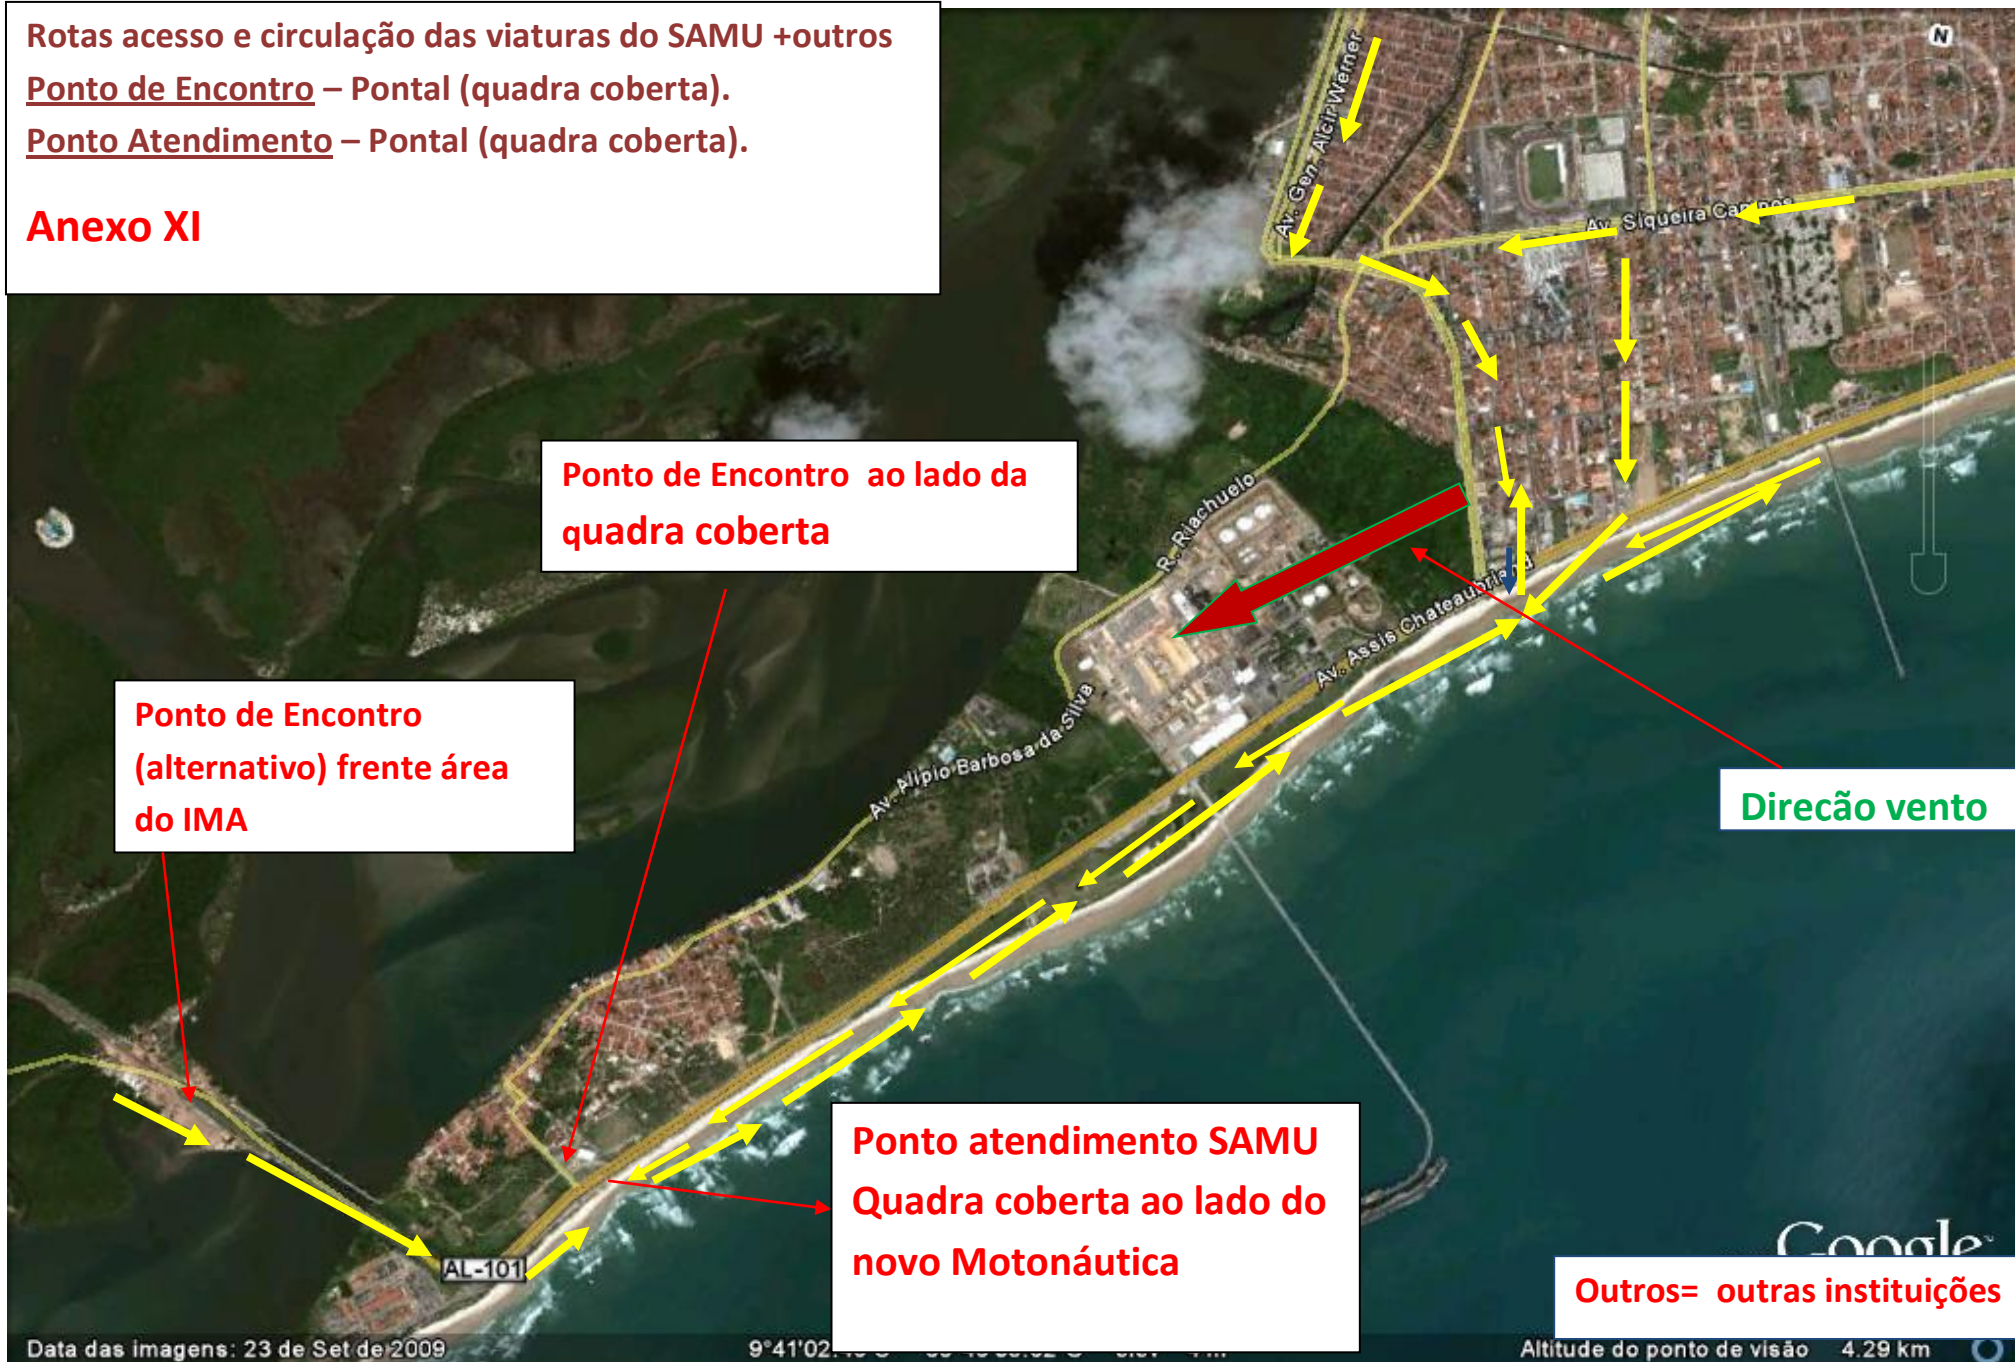 Rotas acesso e circulação das viaturas do SAMU +outros
Ponto de Encontro – Pontal (quadra coberta).
Ponto Atendimento – Pontal (quadra coberta).
Anexo XI
N
Av. Gen. Alcir Werner
Av. Siqueira Campos
Ponto de Encontro ao lado da
quadra coberta
R. Riachuelo
Av. Assis Chateaubriand
Ponto de Encontro
(alternativo) frente área
do IMA
Av. Alípio Barbosa da Silva
Direcão vento
Ponto atendimento SAMU
Quadra coberta ao lado do
novo Motonáutica
AL-101
Google
Outros= outras instituições
Data das imagens: 23 de Set de 2009
9°41'02.
Altitude do ponto de visão 4.29 km